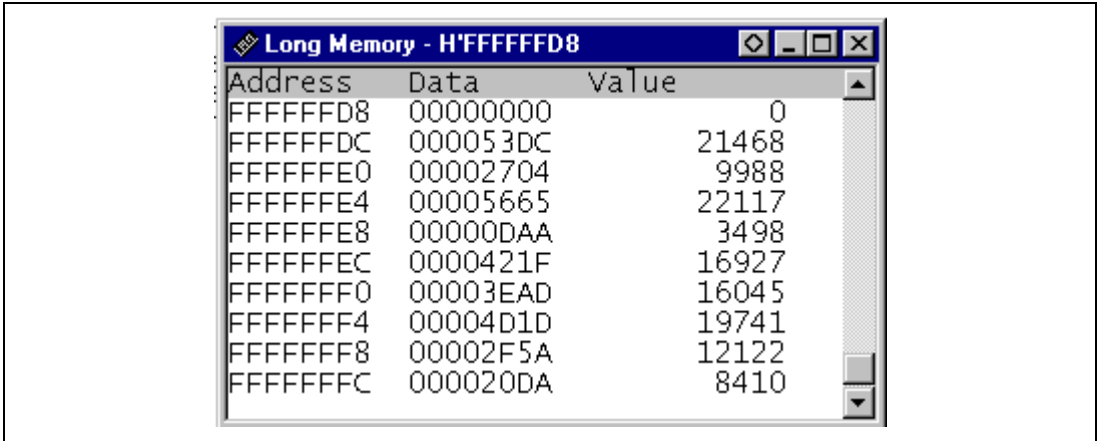 Long Memory - H'FFFFFFD8
Address Data Value
FFFFFFD8 00000000 0
FFFFFFDC 000053DC 21468
FFFFFFE0 00002704 9988
FFFFFFE4 00005665 22117
FFFFFFE8 00000DAA 3498
FFFFFFEC 0000421F 16927
FFFFFFF0 00003EAD 16045
FFFFFFF4 00004D1D 19741
FFFFFFF8 00002F5A 12122
FFFFFFFC 000020DA 8410